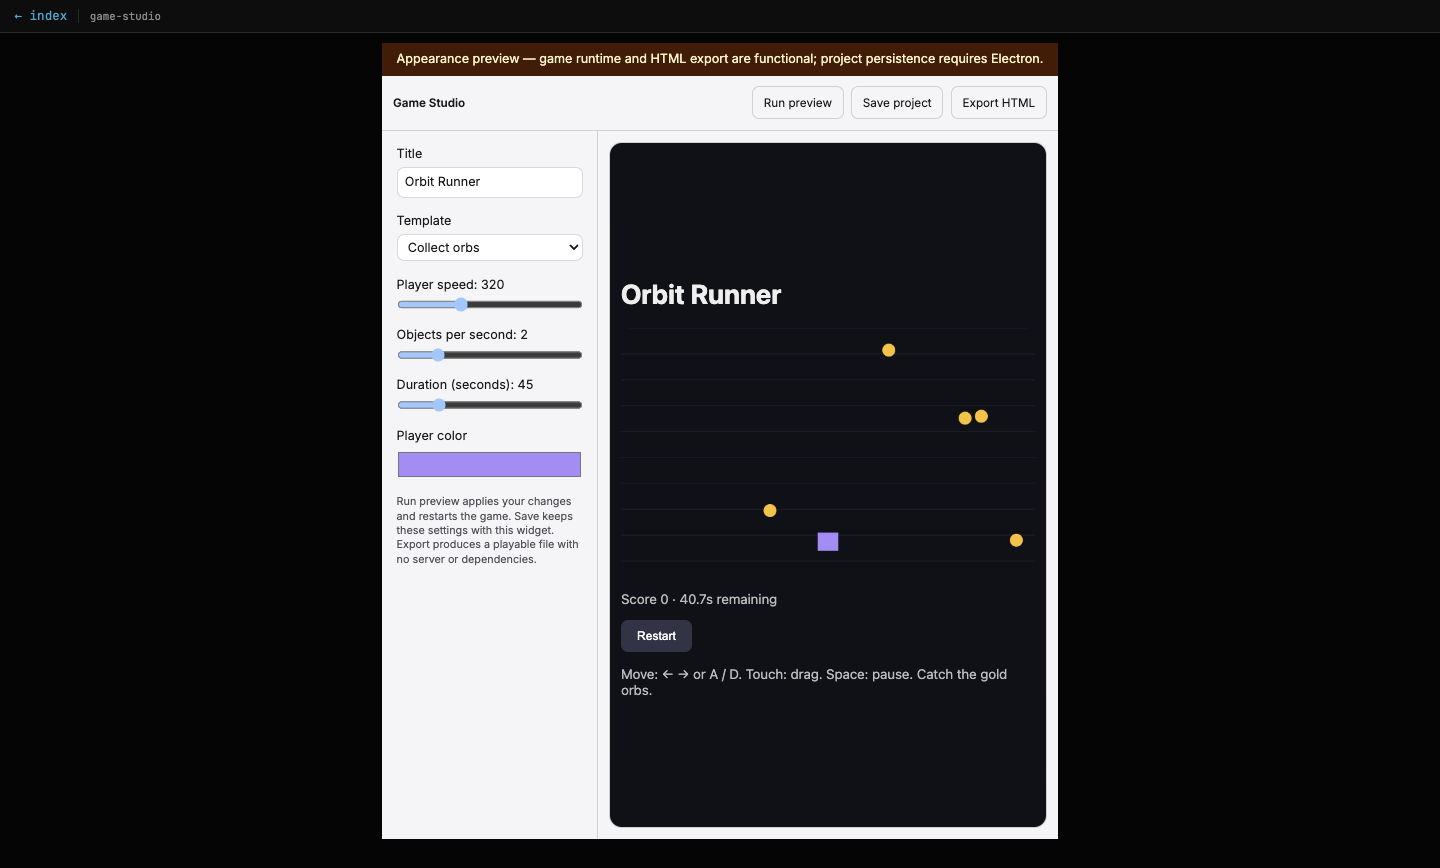 ← index
game-studio
Appearance preview — game runtime and HTML export are functional; project persistence requires Electron.
Game Studio
Run preview
Save project
Export HTML
Title
Orbit Runner
Template
Collect orbs
Player speed: 320
Objects per second: 2
Duration (seconds): 45
Player color
Run preview applies your changes
and restarts the game. Save keeps
these settings with this widget.
Export produces a playable file with
no server or dependencies.
Orbit Runner
Score 0 · 40.7s remaining
Restart
Move: ← → or A / D. Touch: drag. Space: pause. Catch the gold
orbs.